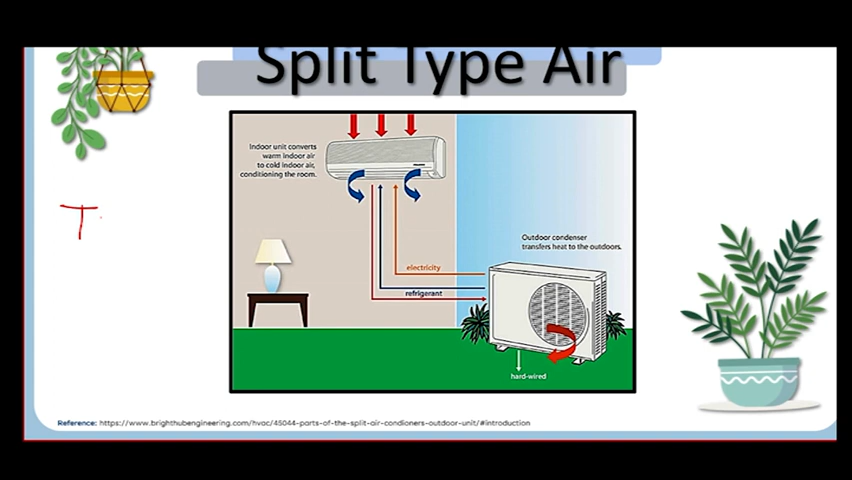 Split Type Air
Indoor unit converts
warm indoor air
to cold indoor air,
conditioning the room.
T
Outdoor condenser
transfers heat to the outdoors.
electricity
refrigerant
hard-wired
Reference: https://www.brighthubengineering.com/hvac/45044-parts-of-the-split-air-condioners-outdoor-unit/#introduction